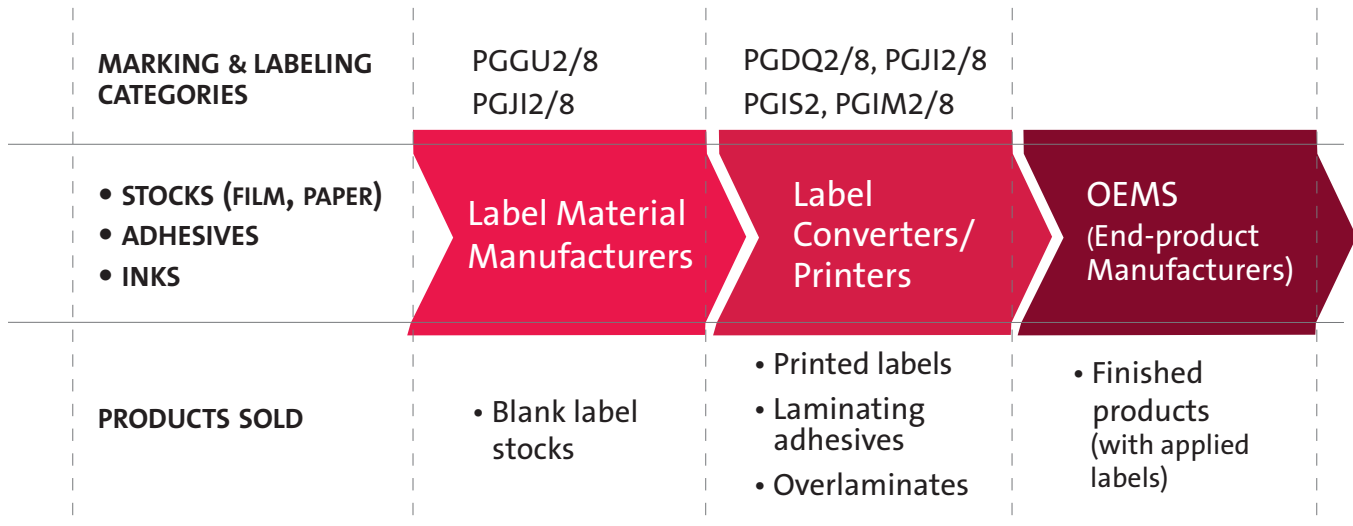 MARKING & LABELING
CATEGORIES
PGGU2/8
PGJI2/8
PGDQ2/8, PGJI2/8
PGIS2, PGIM2/8
• STOCKS (FILM, PAPER)
• ADHESIVES
• INKS
Label Material
Manufacturers
Label
Converters/
Printers
OEMS
(End-product
Manufacturers)
PRODUCTS SOLD
• Blank label
stocks
• Printed labels
• Laminating
adhesives
• Overlaminates
• Finished
products
(with applied
labels)